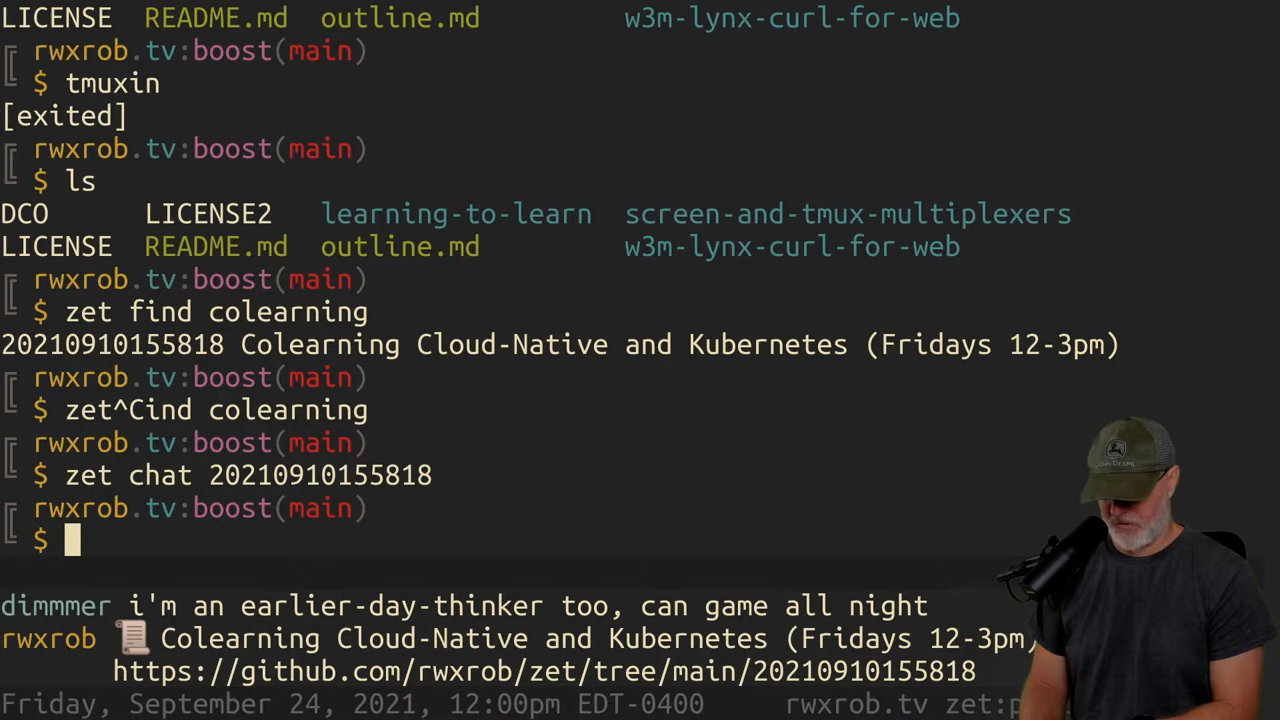 LICENSE README.md outline.md w3m-lynx-curl-for-web
rwxrob.tv:boost(main)
$ tmuxin
[exited]
rwxrob.tv:boost(main)
$ ls
DCO LICENSE2 learning-to-learn screen-and-tmux-multiplexers
LICENSE README.md outline.md w3m-lynx-curl-for-web
rwxrob.tv:boost(main)
$ zet find colearning
20210910155818 Colearning Cloud-Native and Kubernetes (Fridays 12-3pm)
rwxrob.tv:boost(main)
$ zet^Cind colearning
rwxrob.tv:boost(main)
$ zet chat 20210910155818
rwxrob.tv:boost(main)
$
dimmmer i'm an earlier-day-thinker too, can game all night
rwxrob 📜 Colearning Cloud-Native and Kubernetes (Fridays 12-3pm)
https://github.com/rwxrob/zet/tree/main/20210910155818
Friday, September 24, 2021, 12:00pm EDT-0400 rwxrob.tv zet:p
JOHN DEERE